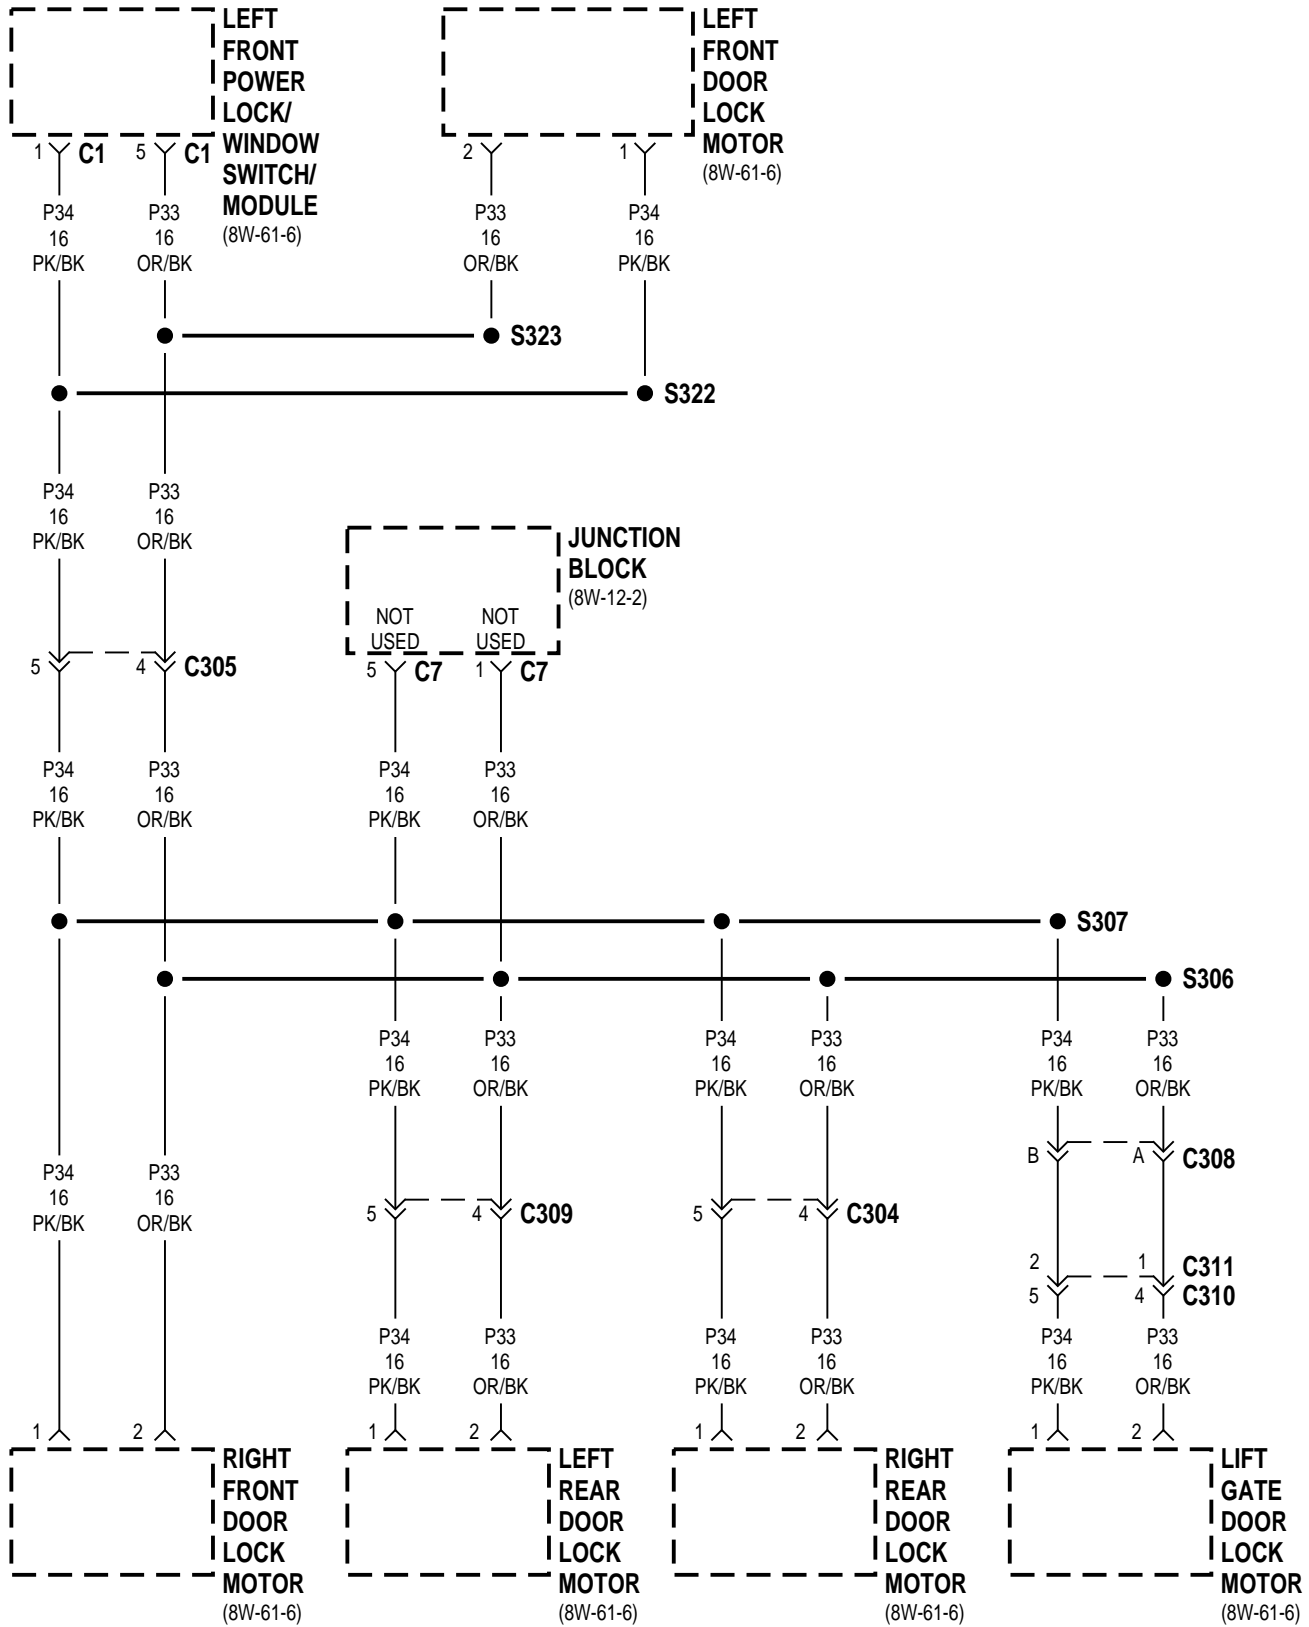 LEFT
FRONT
POWER
LOCK/
WINDOW
SWITCH/
MODULE
(8W-61-6)
LEFT
FRONT
DOOR
LOCK
MOTOR
(8W-61-6)
1 C1 5 C1
2 1
P34 P33 P33 P34
16 16 16 16
PK/BK OR/BK OR/BK PK/BK
S323
S322
P34 P33
16 16
PK/BK OR/BK
JUNCTION
BLOCK
(8W-12-2)
NOT NOT
USED USED
5 4 C305
5 C7 1 C7
P34 P33 P34 P33
16 16 16 16
PK/BK OR/BK PK/BK OR/BK
S307
S306
P34 P33 P34 P33 P34 P33
16 16 16 16 16 16
PK/BK OR/BK PK/BK OR/BK PK/BK OR/BK
B A C308
P34 P33
16 16
PK/BK OR/BK
5 4 C309
5 4 C304
2 1 C311
5 4 C310
P34 P33 P34 P33 P34 P33
16 16 16 16 16 16
PK/BK OR/BK PK/BK OR/BK PK/BK OR/BK
1 2 1 2 1 2 1 2
RIGHT
FRONT
DOOR
LOCK
MOTOR
(8W-61-6)
LEFT
REAR
DOOR
LOCK
MOTOR
(8W-61-6)
RIGHT
REAR
DOOR
LOCK
MOTOR
(8W-61-6)
LIFT
GATE
DOOR
LOCK
MOTOR
(8W-61-6)